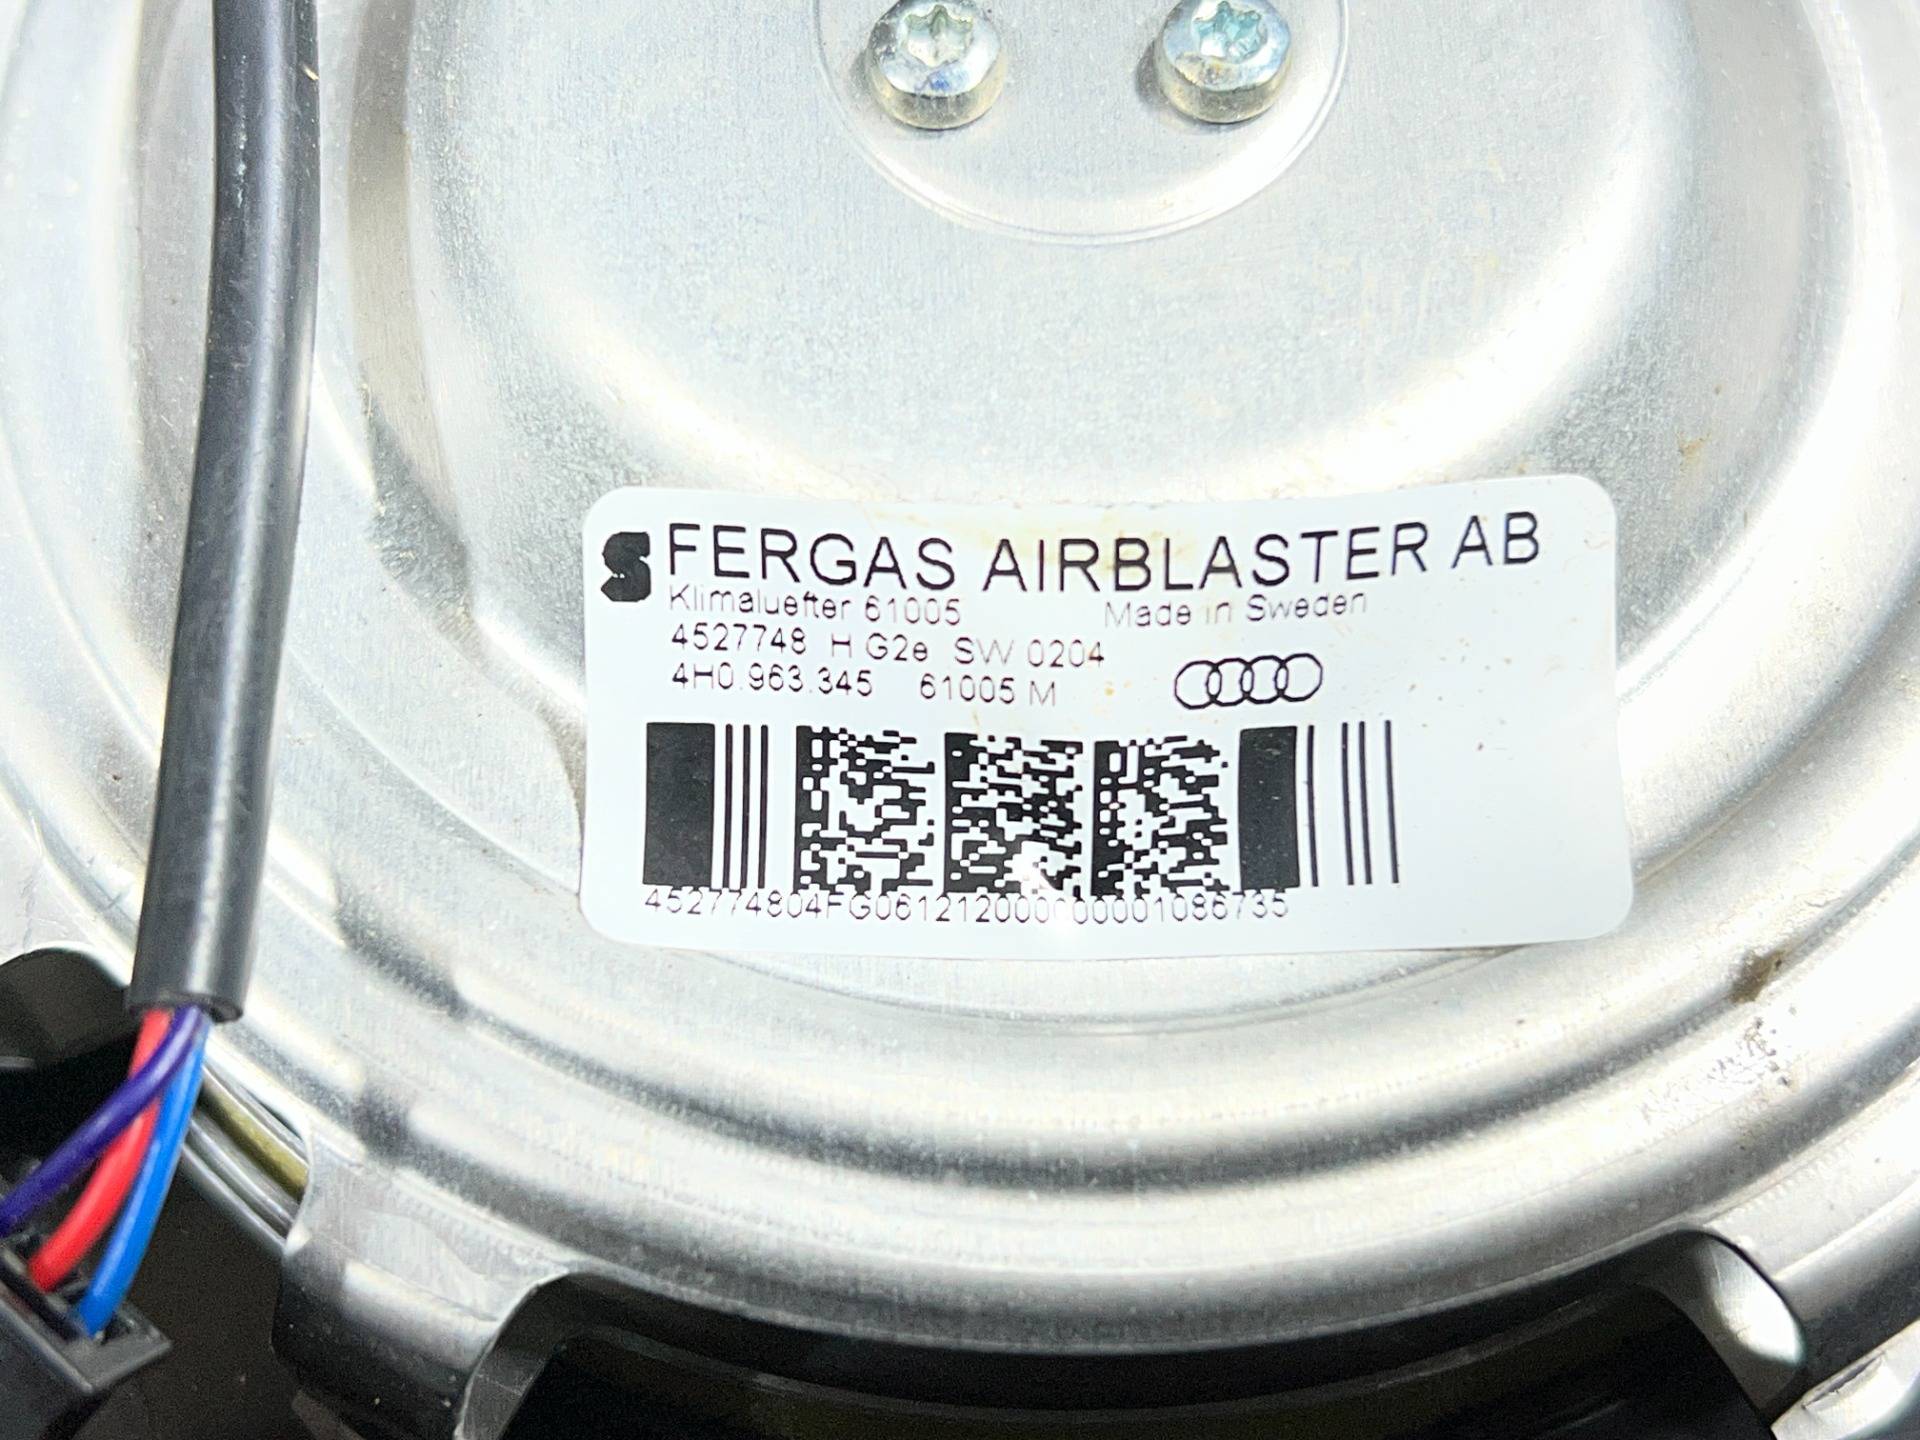 FERGAS AIRBLASTER AB
Klimaluefter 61005 Made in Sweden
4527748 H G2e SW 0204
4H0.963.345 61005 M